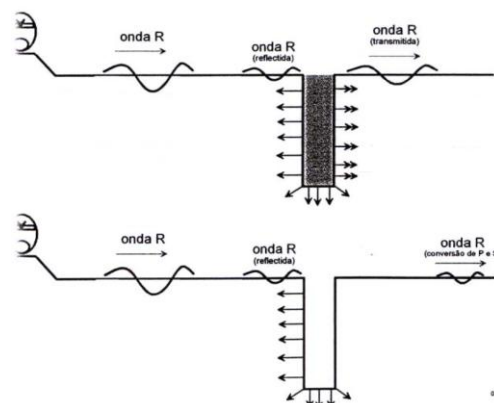 onda R
onda R
(reflectida)
onda R
(transmitida)
onda R
onda R
(reflectida)
onda R
(conversão de P e S